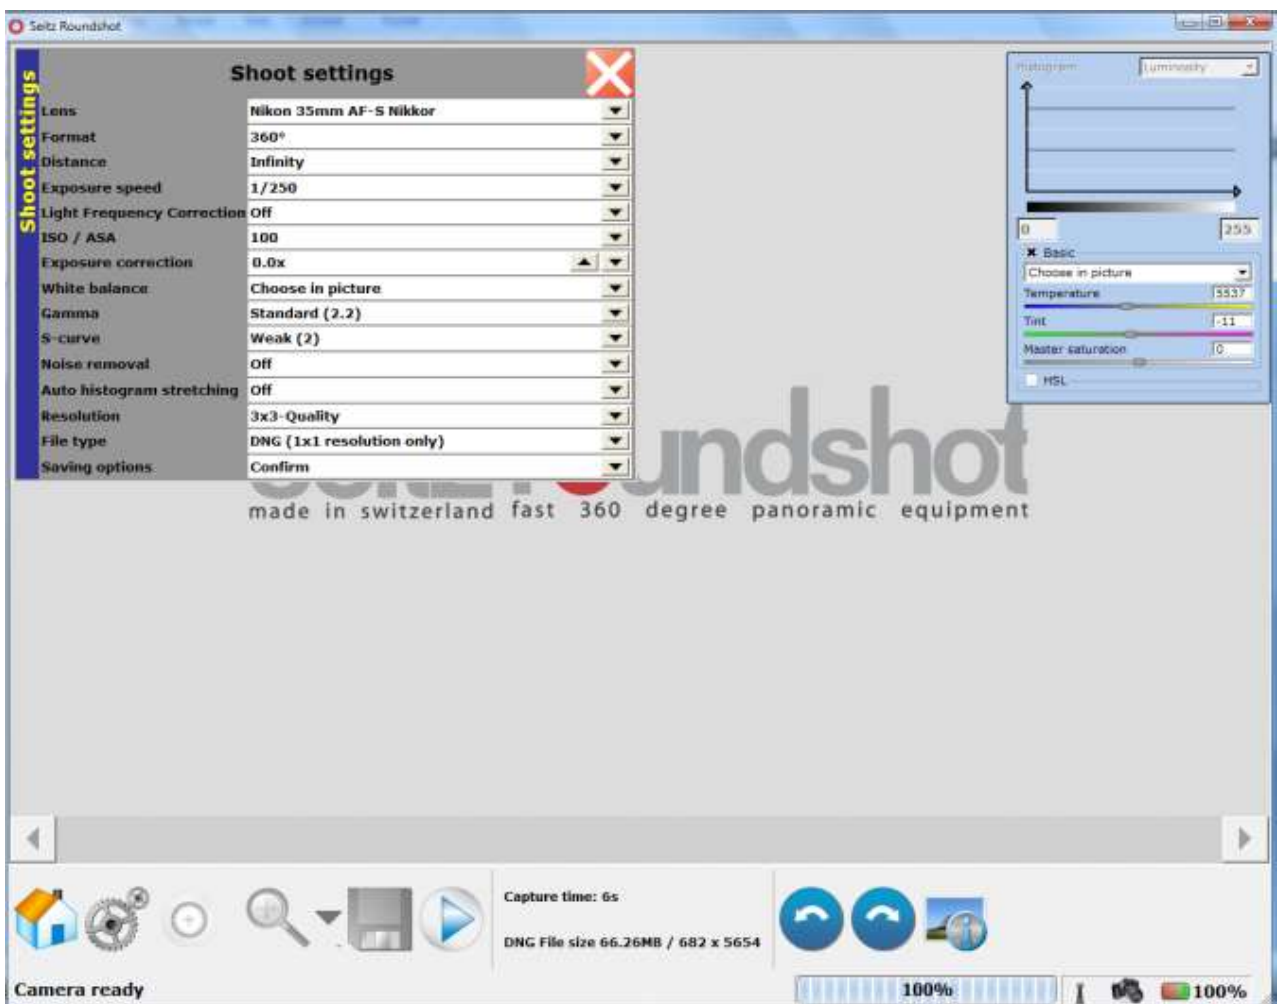 Seitz Roundshot
Shoot settings
Shoot settings
Lens Nikon 35mm AF-S Nikkor
Format 360°
Distance Infinity
Exposure speed 1/250
Light Frequency Correction Off
ISO / ASA 100
Exposure correction 0.0x
White balance Choose in picture
Gamma Standard (2.2)
S-curve Weak (2)
Noise removal Off
Auto histogram stretching Off
Resolution 3x3-Quality
File type DNG (1x1 resolution only)
Saving options Confirm
Histogram Luminosity
0 255
Basic
Choose in picture
Temperature 5537
Tint -11
Master saturation 0
HSL
roundshot
made in switzerland fast 360 degree panoramic equipment
Capture time: 6s
DNG File size 66.26MB / 682 x 5654
Camera ready
100%
100%